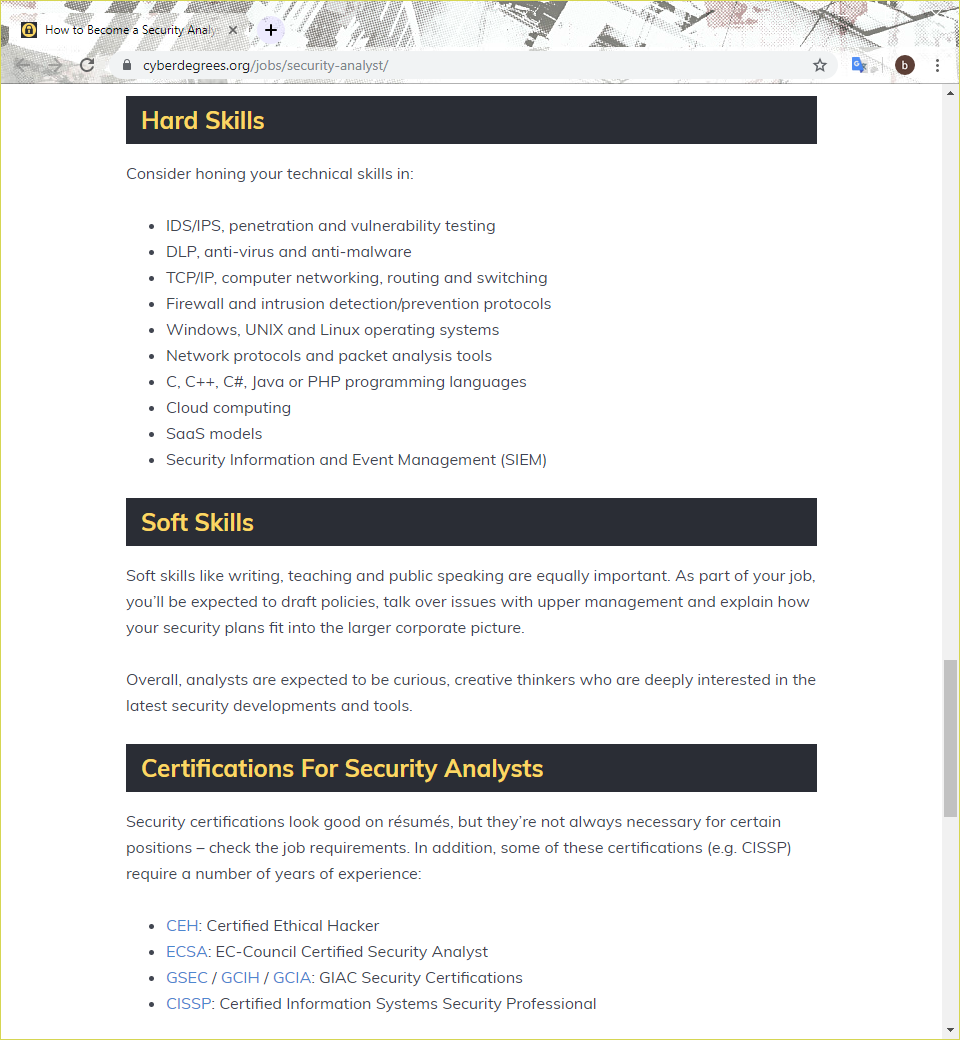 How to Become a Security Analy
cyberdegrees.org/jobs/security-analyst/
b
Hard Skills
Consider honing your technical skills in:
• IDS/IPS, penetration and vulnerability testing
• DLP, anti-virus and anti-malware
• TCP/IP, computer networking, routing and switching
• Firewall and intrusion detection/prevention protocols
• Windows, UNIX and Linux operating systems
• Network protocols and packet analysis tools
• C, C++, C#, Java or PHP programming languages
• Cloud computing
• SaaS models
• Security Information and Event Management (SIEM)
Soft Skills
Soft skills like writing, teaching and public speaking are equally important. As part of your job,
you’ll be expected to draft policies, talk over issues with upper management and explain how
your security plans fit into the larger corporate picture.
Overall, analysts are expected to be curious, creative thinkers who are deeply interested in the
latest security developments and tools.
Certifications For Security Analysts
Security certifications look good on résumés, but they’re not always necessary for certain
positions – check the job requirements. In addition, some of these certifications (e.g. CISSP)
require a number of years of experience:
• CEH: Certified Ethical Hacker
• ECSA: EC-Council Certified Security Analyst
• GSEC / GCIH / GCIA: GIAC Security Certifications
• CISSP: Certified Information Systems Security Professional